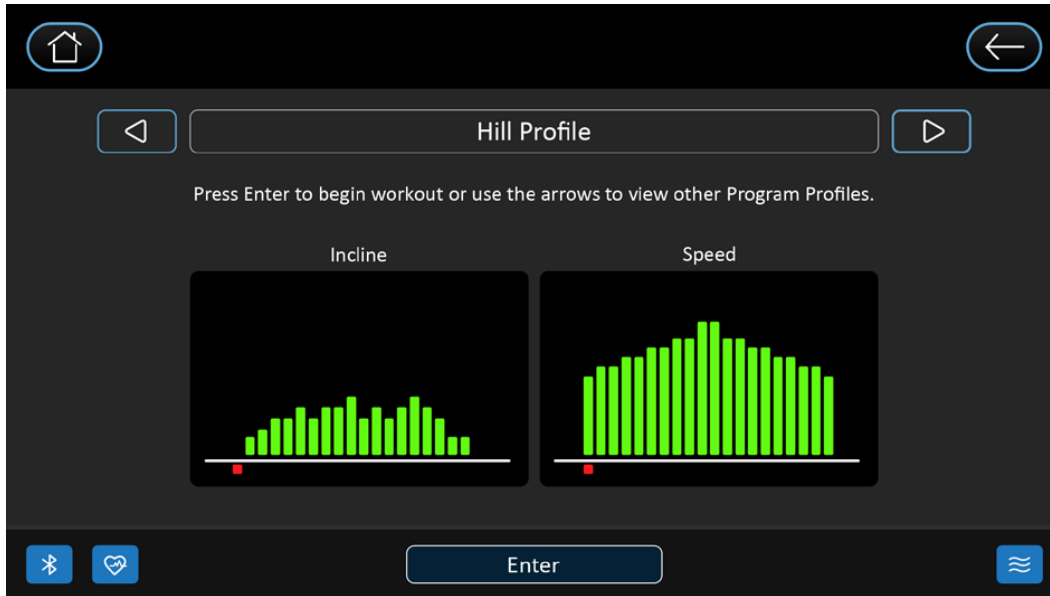 Hill Profile
Press Enter to begin workout or use the arrows to view other Program Profiles.
Incline
Speed
Enter